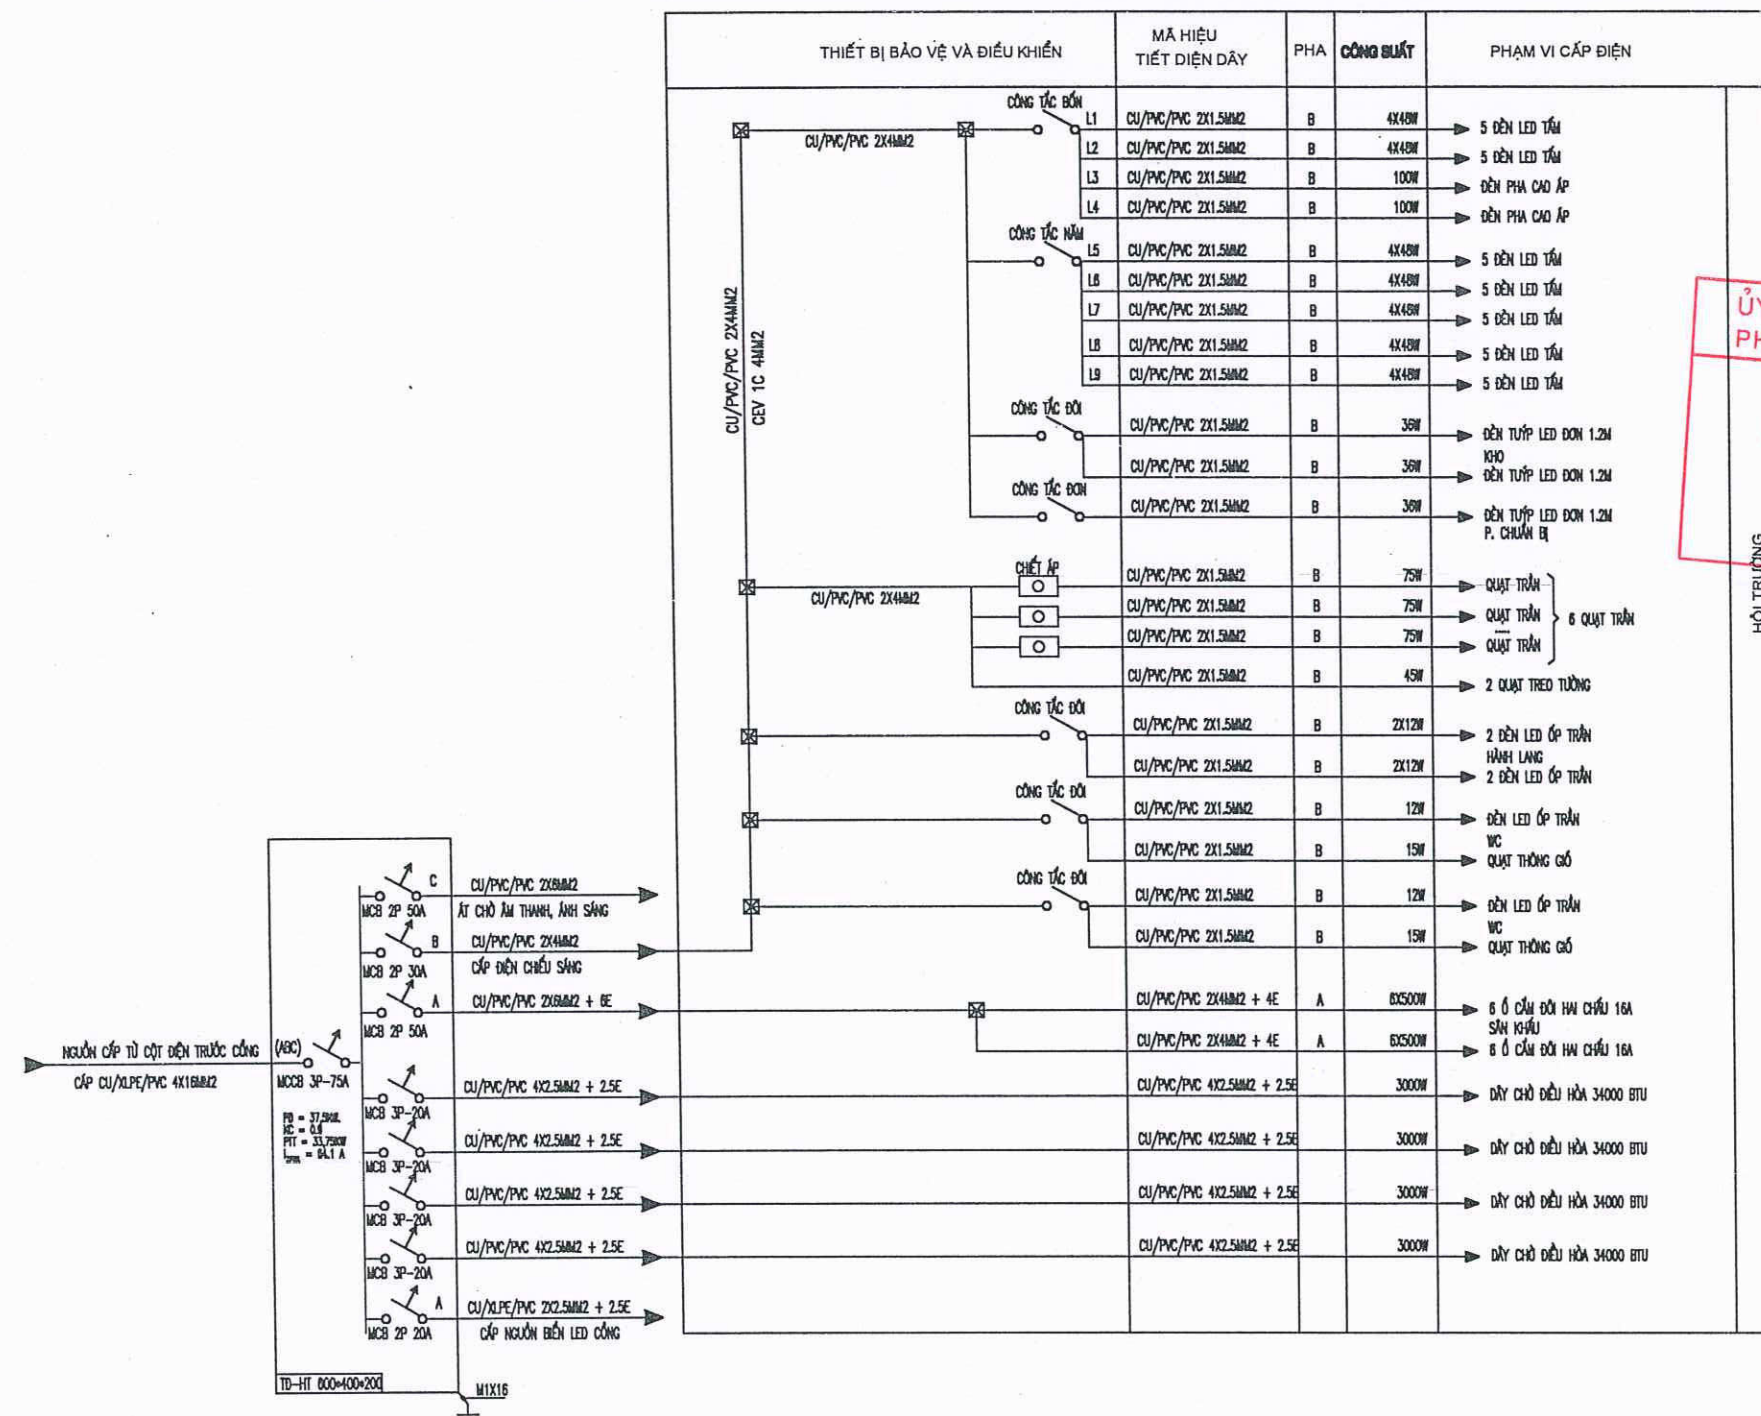 THIẾT BỊ BẢO VỆ VÀ ĐIỀU KHIỂN
MÃ HIỆU
TIẾT DIỆN DÂY
PHA
CÔNG SUẤT
PHẠM VI CẤP ĐIỆN
CU/PVC/PVC 2X4MM2
CU/PVC/PVC 2X4MM2
CEV 1C 4MM2
CÔNG TẮC BỐN
L1 CU/PVC/PVC 2X1.5MM2 B 4X48W 5 ĐÈN LED TẤM
L2 CU/PVC/PVC 2X1.5MM2 B 4X48W 5 ĐÈN LED TẤM
L3 CU/PVC/PVC 2X1.5MM2 B 100W ĐÈN PHA CAO ÁP
L4 CU/PVC/PVC 2X1.5MM2 B 100W ĐÈN PHA CAO ÁP
CÔNG TẮC NĂM
L5 CU/PVC/PVC 2X1.5MM2 B 4X48W 5 ĐÈN LED TẤM
L6 CU/PVC/PVC 2X1.5MM2 B 4X48W 5 ĐÈN LED TẤM
L7 CU/PVC/PVC 2X1.5MM2 B 4X48W 5 ĐÈN LED TẤM
L8 CU/PVC/PVC 2X1.5MM2 B 4X48W 5 ĐÈN LED TẤM
L9 CU/PVC/PVC 2X1.5MM2 B 4X48W 5 ĐÈN LED TẤM
CÔNG TẮC ĐÔI
CU/PVC/PVC 2X1.5MM2 B 36W ĐÈN TUÝP LED ĐƠN 1.2M
KHO
CU/PVC/PVC 2X1.5MM2 B 36W ĐÈN TUÝP LED ĐƠN 1.2M
CÔNG TẮC ĐƠN
CU/PVC/PVC 2X1.5MM2 B 36W ĐÈN TUÝP LED ĐƠN 1.2M
P. CHUẨN BỊ
CU/PVC/PVC 2X4MM2
CHIẾT ÁP
CU/PVC/PVC 2X1.5MM2 B 75W QUẠT TRẦN
CU/PVC/PVC 2X1.5MM2 B 75W QUẠT TRẦN
6 QUẠT TRẦN
CU/PVC/PVC 2X1.5MM2 B 75W QUẠT TRẦN
CU/PVC/PVC 2X1.5MM2 B 45W 2 QUẠT TREO TƯỜNG
CÔNG TẮC ĐÔI
CU/PVC/PVC 2X1.5MM2 B 2X12W 2 ĐÈN LED ỐP TRẦN
HÀNH LANG
CU/PVC/PVC 2X1.5MM2 B 2X12W 2 ĐÈN LED ỐP TRẦN
CÔNG TẮC ĐÔI
CU/PVC/PVC 2X1.5MM2 B 12W ĐÈN LED ỐP TRẦN
WC
CU/PVC/PVC 2X1.5MM2 B 15W QUẠT THÔNG GIÓ
CÔNG TẮC ĐÔI
CU/PVC/PVC 2X1.5MM2 B 12W ĐÈN LED ỐP TRẦN
WC
CU/PVC/PVC 2X1.5MM2 B 15W QUẠT THÔNG GIÓ
CU/PVC/PVC 2X4MM2 + 4E A 6X500W 6 Ổ CẮM ĐÔI HAI CHẤU 16A
SÂN KHẤU
CU/PVC/PVC 2X4MM2 + 4E A 6X500W 6 Ổ CẮM ĐÔI HAI CHẤU 16A
CU/PVC/PVC 4X2.5MM2 + 2.5E 3000W DÂY CHỜ ĐIỀU HÒA 34000 BTU
CU/PVC/PVC 4X2.5MM2 + 2.5E 3000W DÂY CHỜ ĐIỀU HÒA 34000 BTU
CU/PVC/PVC 4X2.5MM2 + 2.5E 3000W DÂY CHỜ ĐIỀU HÒA 34000 BTU
CU/PVC/PVC 4X2.5MM2 + 2.5E 3000W DÂY CHỜ ĐIỀU HÒA 34000 BTU
HỘI TRƯỜNG
NGUỒN CẤP TỪ CỘT ĐIỆN TRƯỚC CỔNG
CÁP CU/XLPE/PVC 4X16MM2
(ABC)
MCCB 3P-75A
KC = 0.9
PTT = 33,75KW
C CU/PVC/PVC 2X6MM2
MCB 2P 50A ÁT CHỜ ÂM THANH, ÁNH SÁNG
B CU/PVC/PVC 2X4MM2
MCB 2P 30A CẤP ĐIỆN CHIẾU SÁNG
A CU/PVC/PVC 2X6MM2 + 6E
MCB 2P 50A
CU/PVC/PVC 4X2.5MM2 + 2.5E
MCB 3P-20A
CU/PVC/PVC 4X2.5MM2 + 2.5E
MCB 3P-20A
CU/PVC/PVC 4X2.5MM2 + 2.5E
MCB 3P-20A
CU/PVC/PVC 4X2.5MM2 + 2.5E
MCB 3P-20A
A CU/XLPE/PVC 2X2.5MM2 + 2.5E
MCB 2P 20A CẤP NGUỒN BIỂN LED CỔNG
TĐ-HT 600*400*200
M1X16